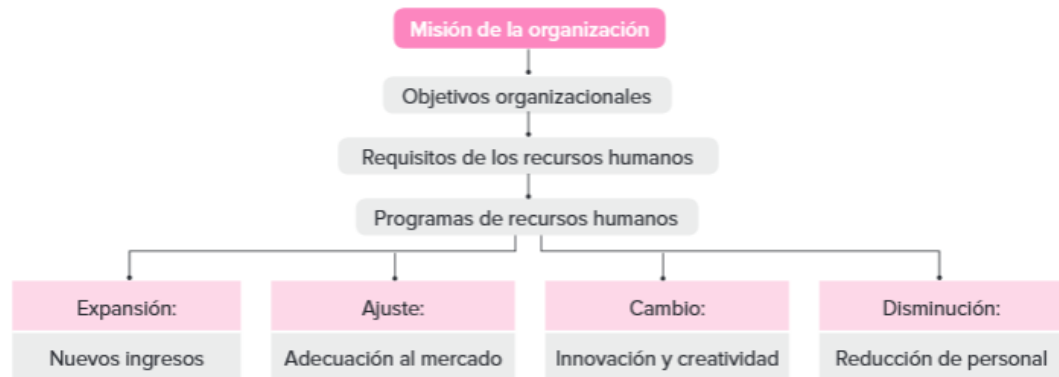 Misión de la organización
Objetivos organizacionales
Requisitos de los recursos humanos
Programas de recursos humanos
Expansión:
Nuevos ingresos
Ajuste:
Adecuación al mercado
Cambio:
Innovación y creatividad
Disminución:
Reducción de personal